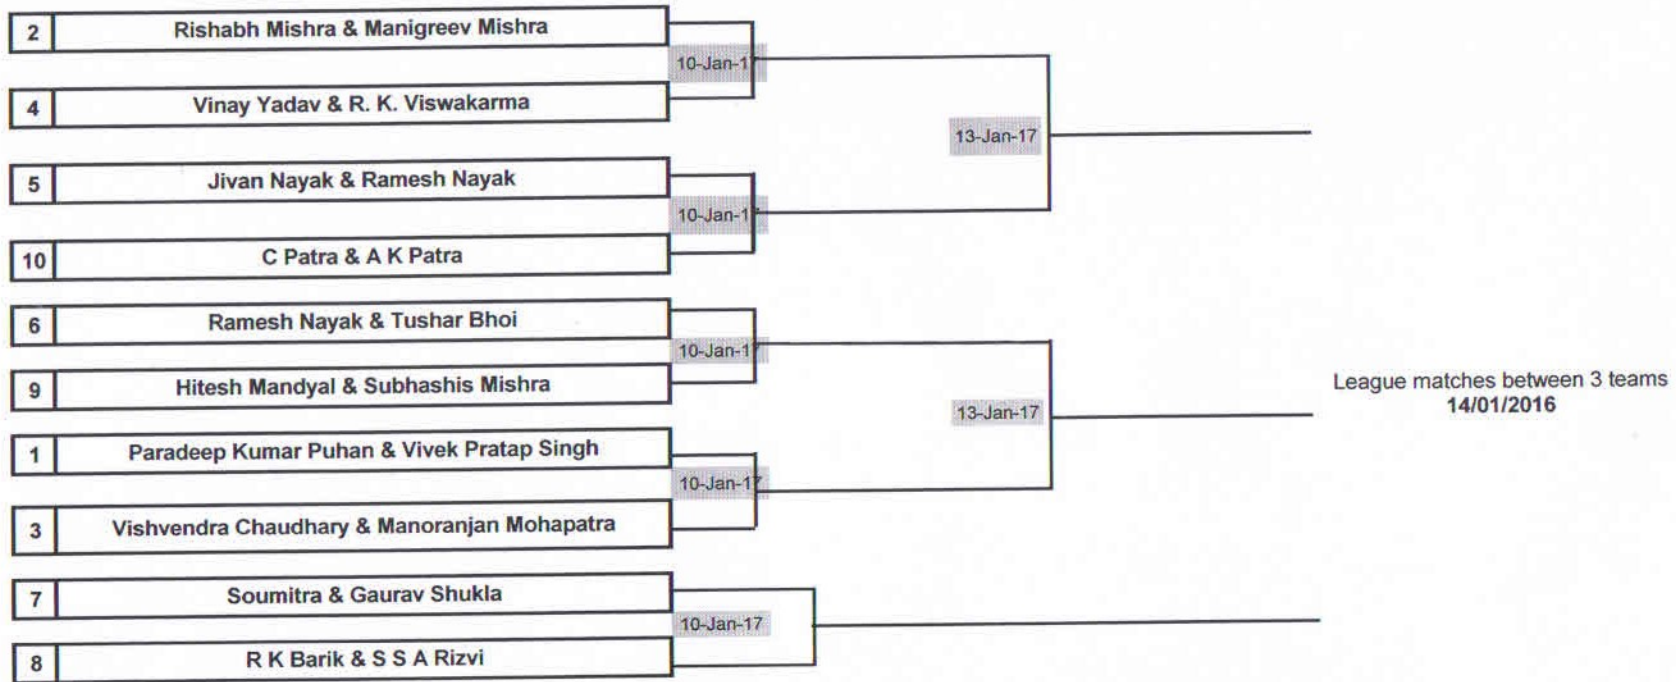 2 Rishabh Mishra & Manigreev Mishra
10-Jan-17
4 Vinay Yadav & R. K. Viswakarma
13-Jan-17
5 Jivan Nayak & Ramesh Nayak
10-Jan-17
10 C Patra & A K Patra
6 Ramesh Nayak & Tushar Bhoi
10-Jan-17
9 Hitesh Mandyal & Subhashis Mishra
League matches between 3 teams
14/01/2016
13-Jan-17
1 Paradeep Kumar Puhan & Vivek Pratap Singh
10-Jan-17
3 Vishvendra Chaudhary & Manoranjan Mohapatra
7 Soumitra & Gaurav Shukla
10-Jan-17
8 R K Barik & S S A Rizvi